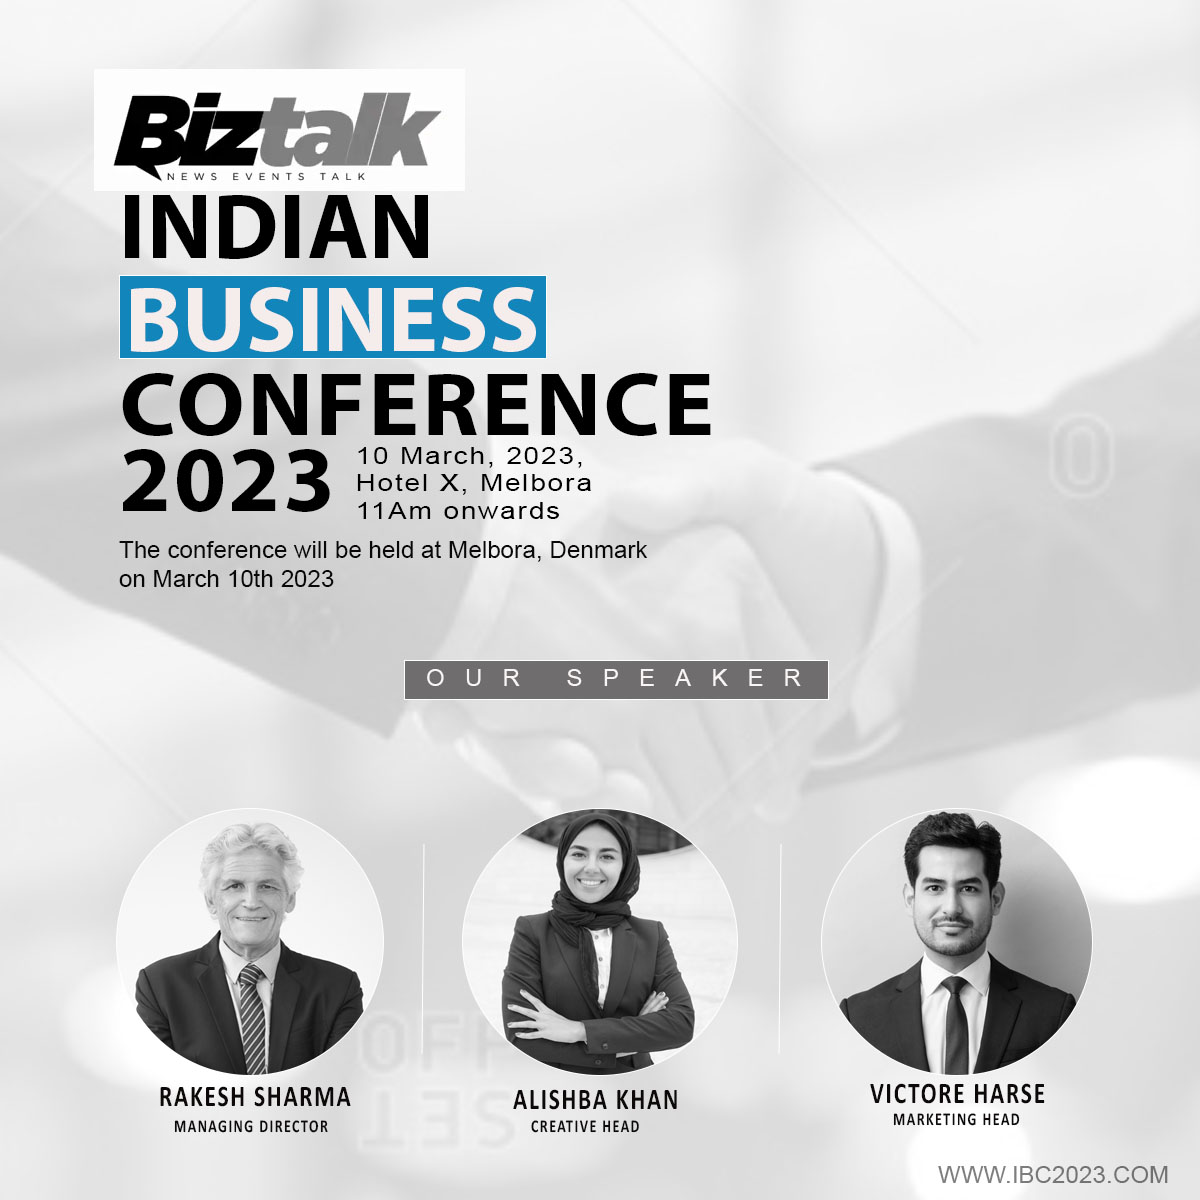 Biztalk
NEWS EVENTS TALK
INDIAN
BUSINESS
CONFERENCE
2023
10 March, 2023,
Hotel X, Melbora
11Am onwards
The conference will be held at Melbora, Denmark
on March 10th 2023
OUR SPEAKER
RAKESH SHARMA
MANAGING DIRECTOR
ALISHBA KHAN
CREATIVE HEAD
VICTORE HARSE
MARKETING HEAD
OFF
SET
WWW.IBC2023.COM